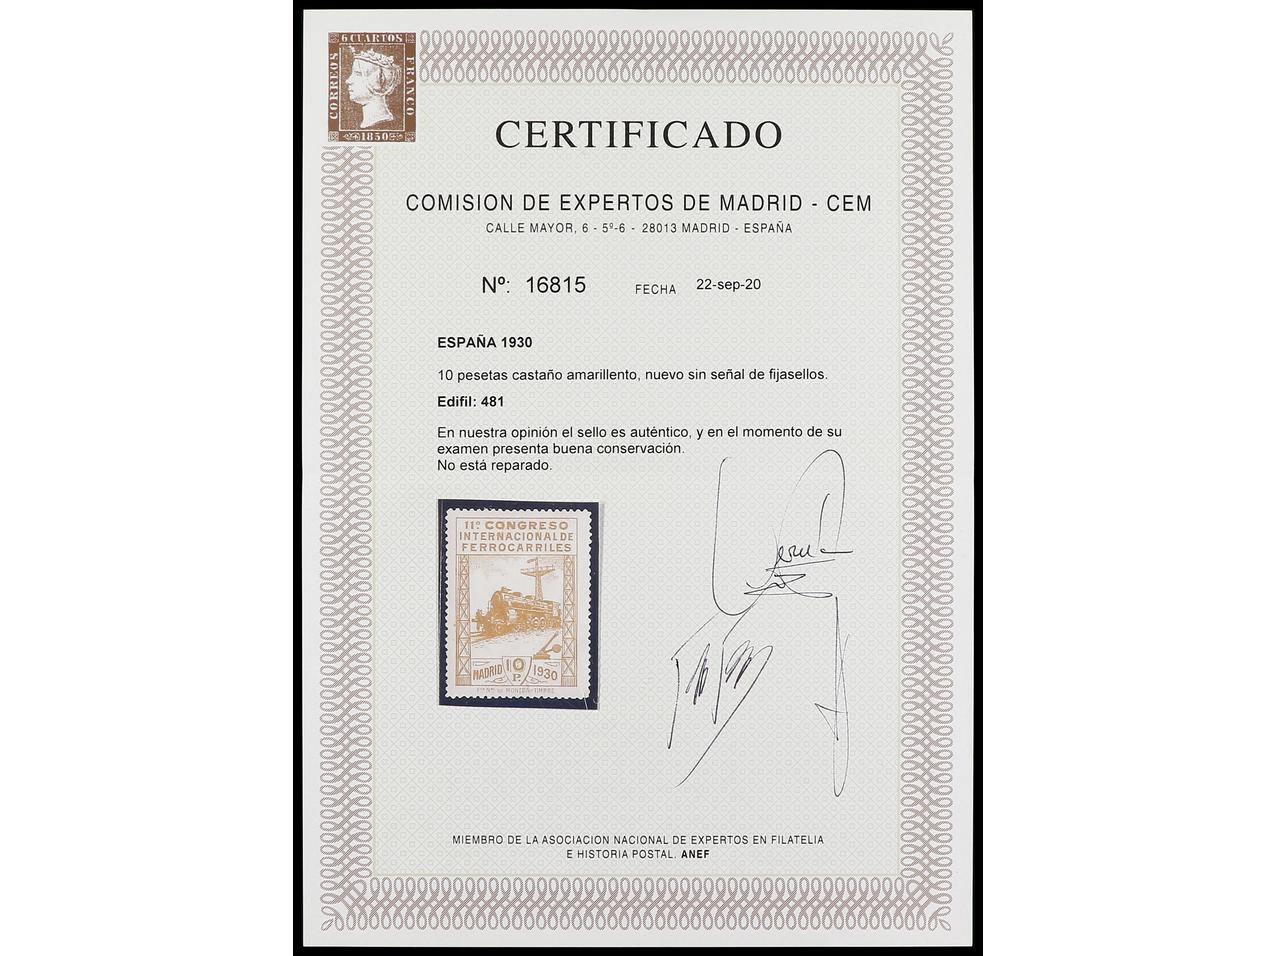 6 CUARTOS
CORREOS
FRANCO
1850
CERTIFICADO
COMISION DE EXPERTOS DE MADRID - CEM
CALLE MAYOR, 6 - 5º-6 - 28013 MADRID - ESPAÑA
Nº: 16815 FECHA 22-sep-20
ESPAÑA 1930
10 pesetas castaño amarillento, nuevo sin señal de fijasellos.
Edifil: 481
En nuestra opinión el sello es auténtico, y en el momento de su
examen presenta buena conservación.
No está reparado.
11º CONGRESO
INTERNACIONAL DE
FERROCARRILES
MADRID 10 P. 1930
MONEDA-TIMBRE
MIEMBRO DE LA ASOCIACION NACIONAL DE EXPERTOS EN FILATELIA
E HISTORIA POSTAL. ANEF